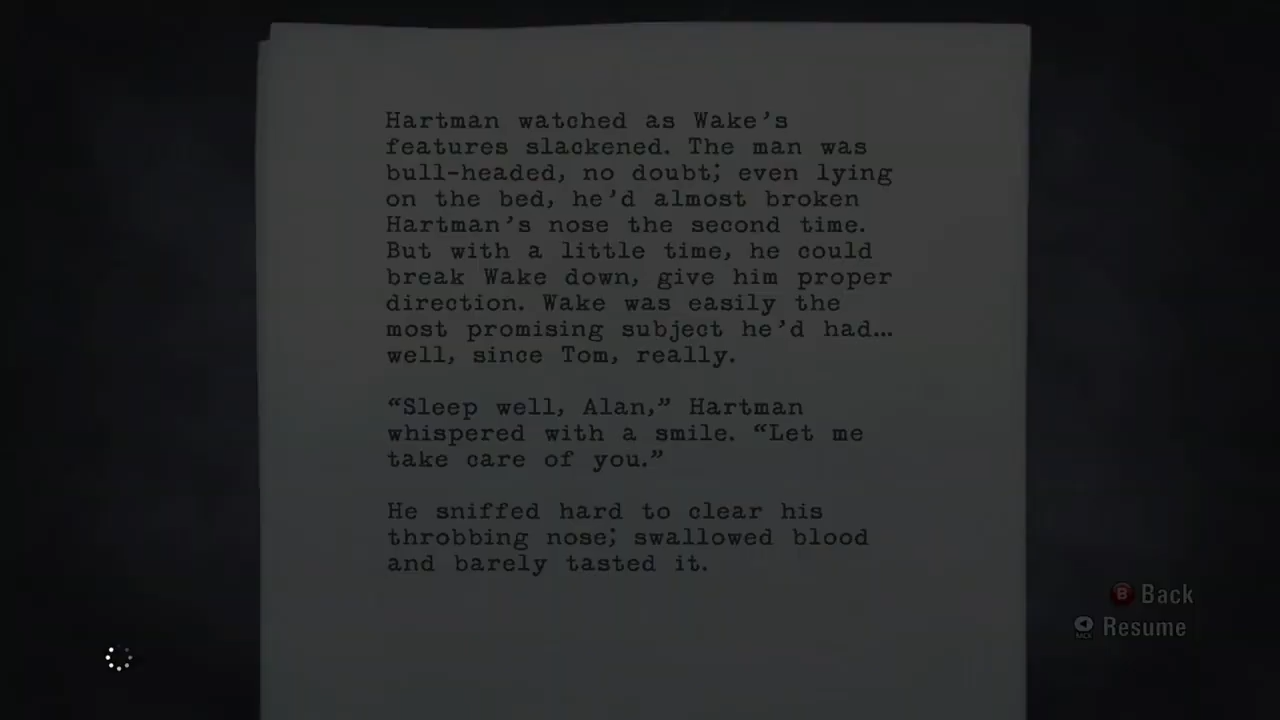 Hartman watched as Wake's
features slackened. The man was
bull-headed, no doubt; even lying
on the bed, he'd almost broken
Hartman's nose the second time.
But with a little time, he could
break Wake down, give him proper
direction. Wake was easily the
most promising subject he'd had…
well, since Tom, really.
“Sleep well, Alan,” Hartman
whispered with a smile. “Let me
take care of you.”
He sniffed hard to clear his
throbbing nose; swallowed blood
and barely tasted it.
B Back
Resume